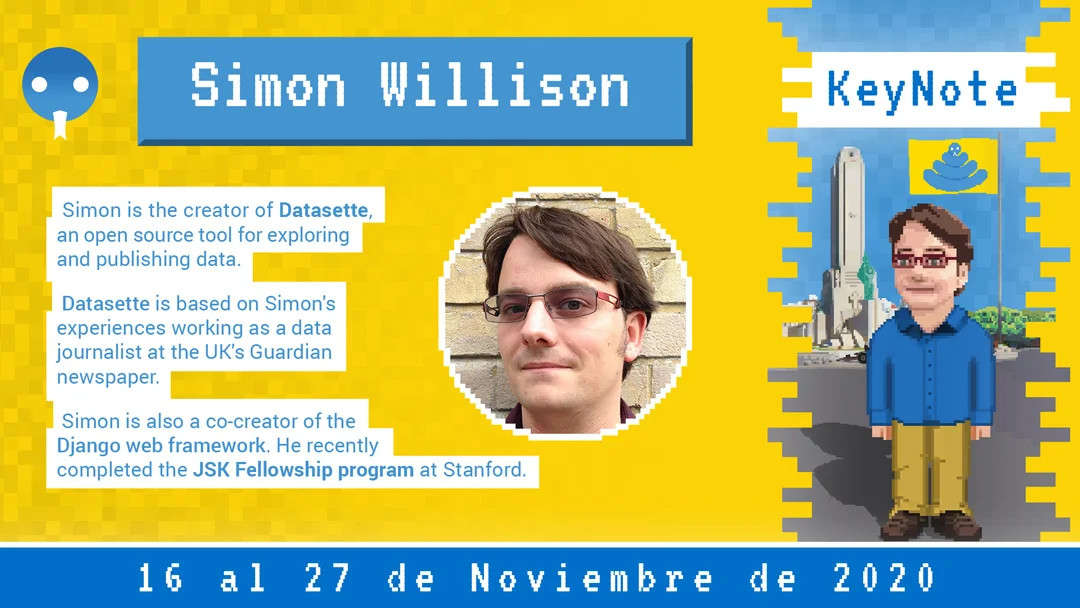 Simon Willison
KeyNote
Simon is the creator of Datasette,
an open source tool for exploring
and publishing data.
Datasette is based on Simon's
experiences working as a data
journalist at the UK's Guardian
newspaper.
Simon is also a co-creator of the
Django web framework. He recently
completed the JSK Fellowship program at Stanford.
16 al 27 de Noviembre de 2020